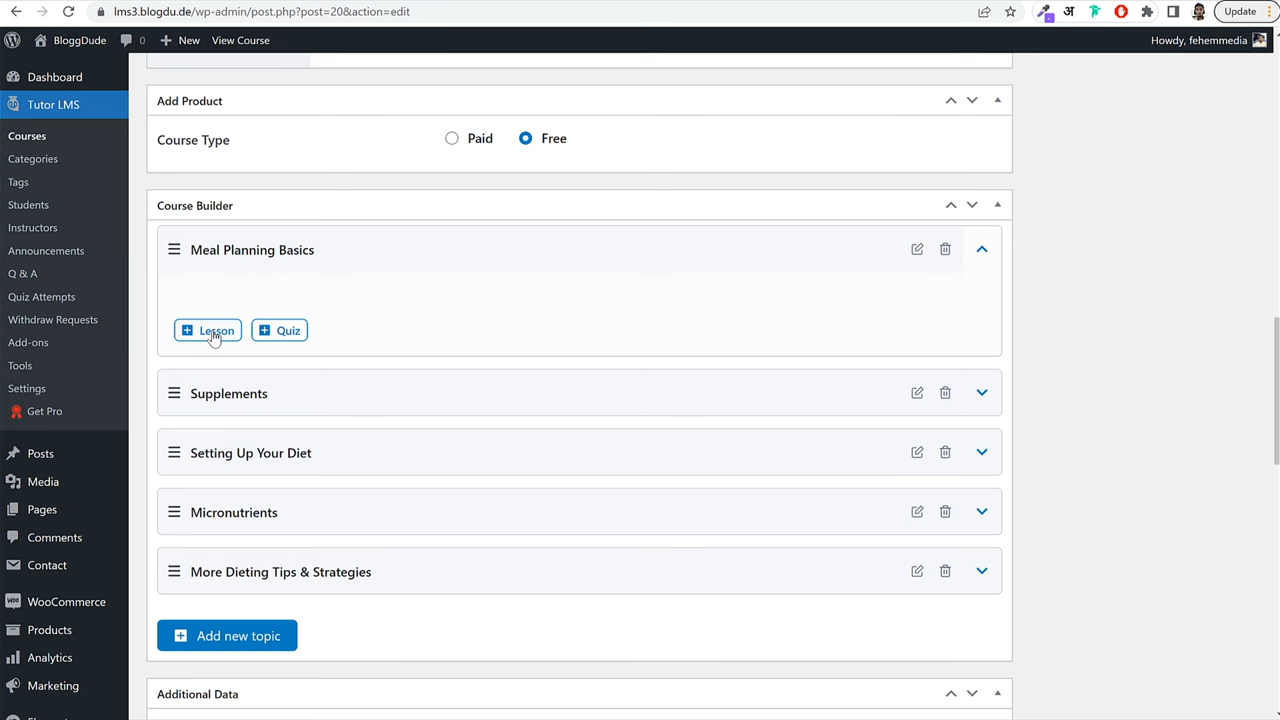 lms3.blogdu.de/wp-admin/post.php?post=20&action=edit
Update
BloggDude
0
New
View Course
Howdy, fehemmedia
Dashboard
Tutor LMS
Courses
Categories
Tags
Students
Instructors
Announcements
Q & A
Quiz Attempts
Withdraw Requests
Add-ons
Tools
Settings
Get Pro
Posts
Media
Pages
Comments
Contact
WooCommerce
Products
Analytics
Marketing
Add Product
Course Type
Paid
Free
Course Builder
Meal Planning Basics
Lesson
Quiz
Supplements
Setting Up Your Diet
Micronutrients
More Dieting Tips & Strategies
Add new topic
Additional Data